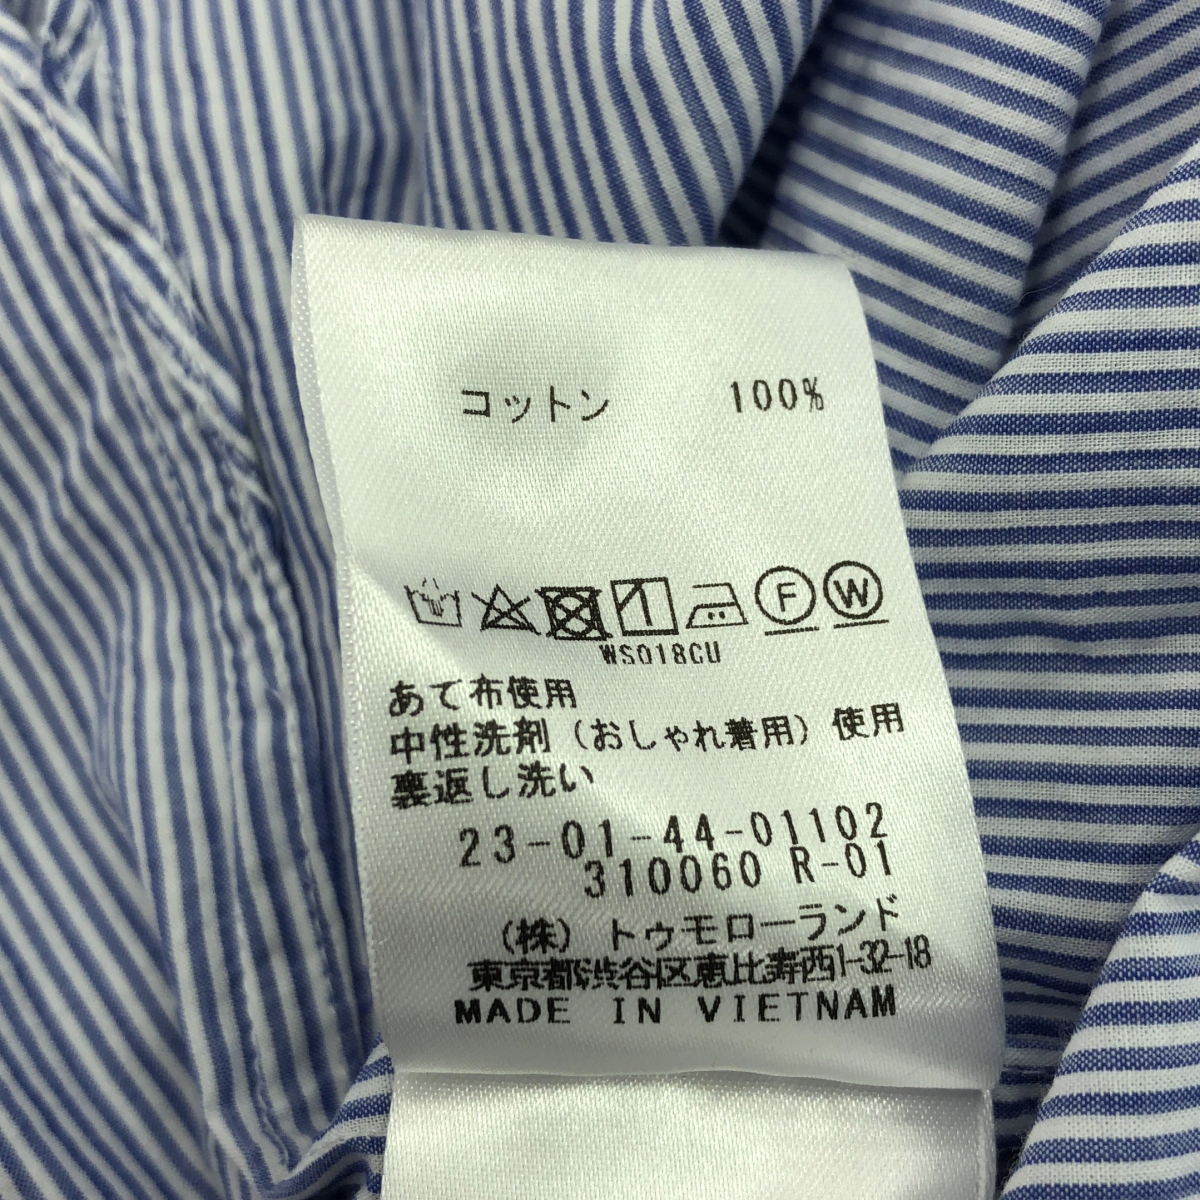 コットン 100%
F W
WS018CU
あて布使用
中性洗剤（おしゃれ着用）使用
裏返し洗い
23-01-44-01102
310060 R-01
（株）トゥモローランド
東京都渋谷区恵比寿西1-32-18
MADE IN VIETNAM